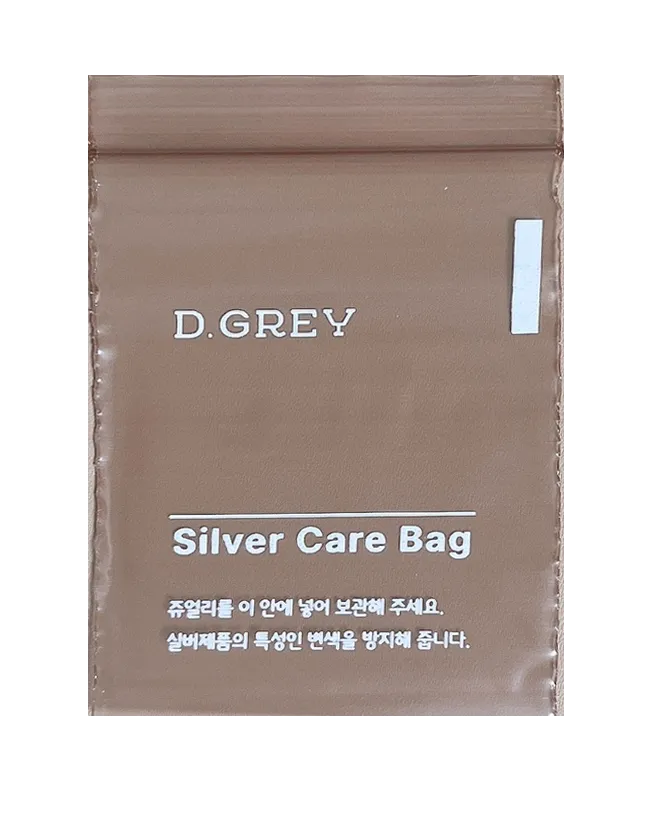 D.GREY
Silver Care Bag
쥬얼리를 이 안에 넣어 보관해 주세요.
실버제품의 특성인 변색을 방지해 줍니다.